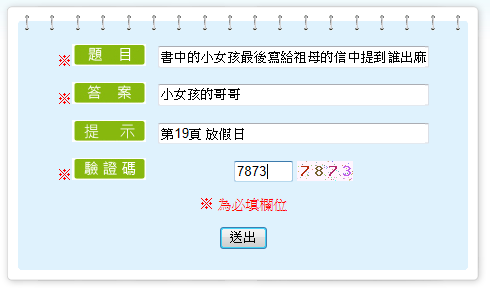 ※ 題 目 書中的小女孩最後寫給祖母的信中提到誰出麻
※ 答 案 小女孩的哥哥
提 示 第19頁 放假日
※ 驗證碼 7873 7873
※ 為必填欄位
送出